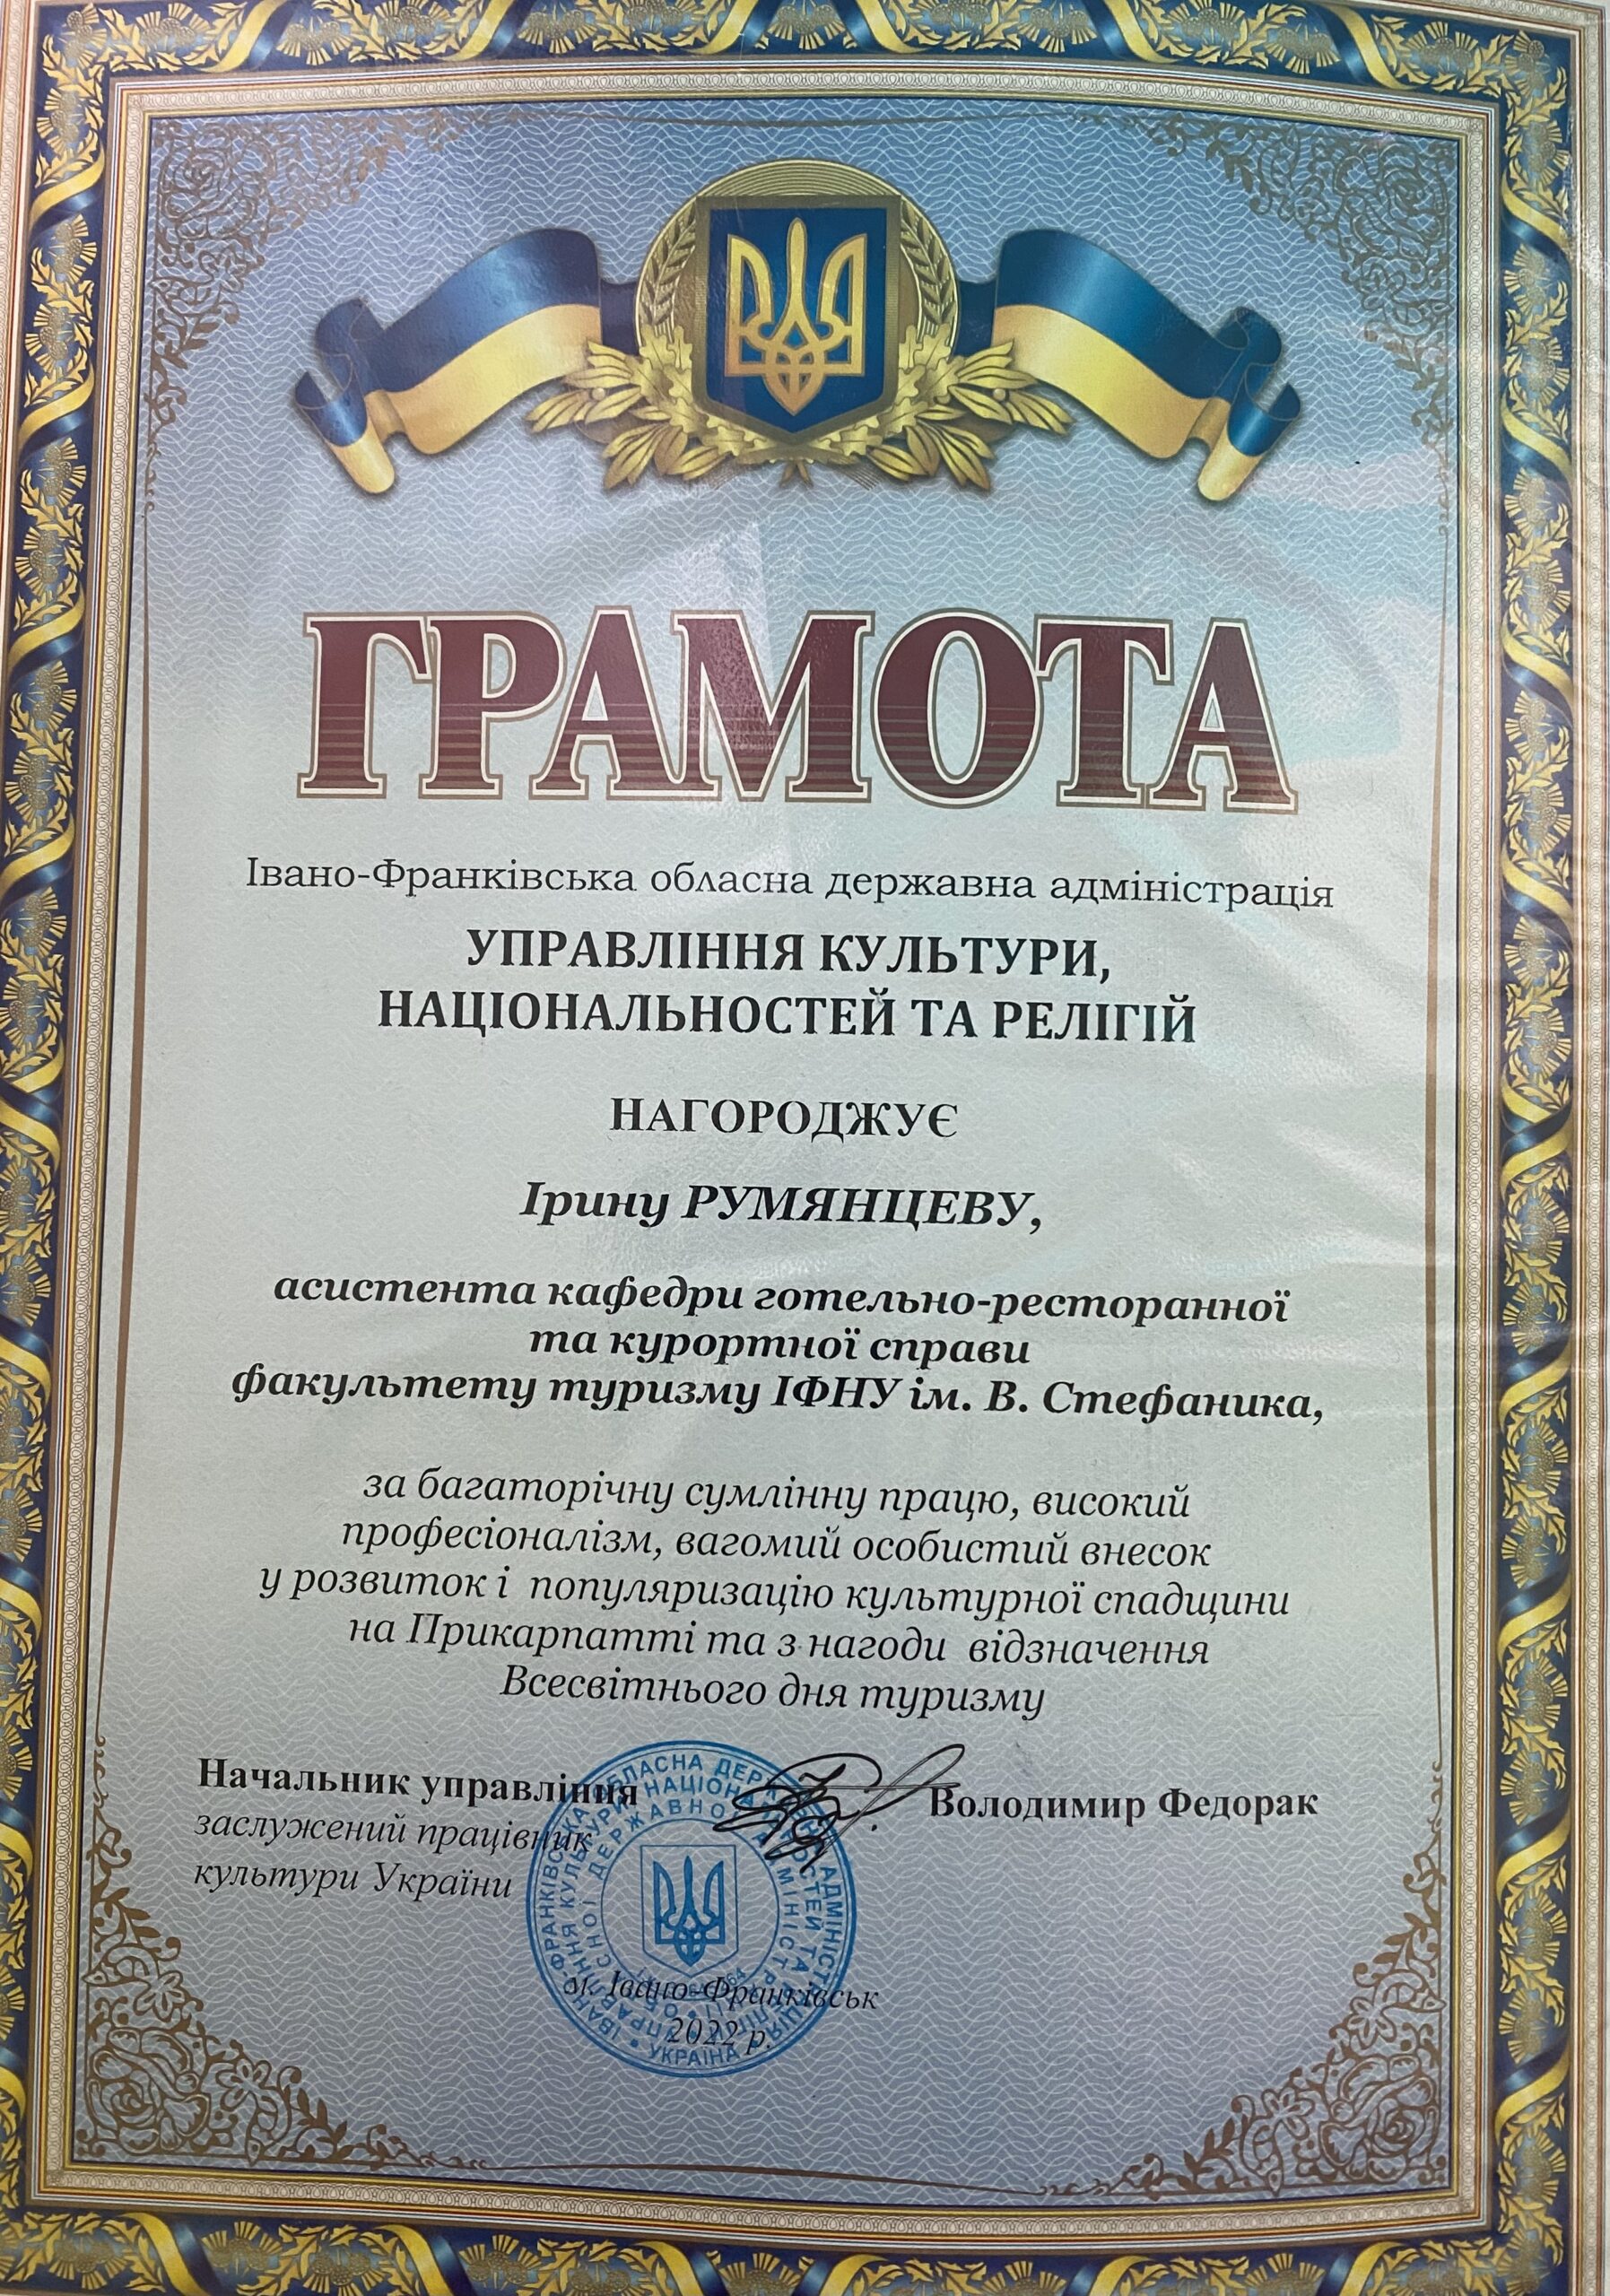 ГРАМОТА
Івано-Франківська обласна державна адміністрація
УПРАВЛІННЯ КУЛЬТУРИ,
НАЦІОНАЛЬНОСТЕЙ ТА РЕЛІГІЙ
НАГОРОДЖУЄ
Ірину РУМЯНЦЕВУ,
асистента кафедри готельно-ресторанної
та курортної справи
факультету туризму ІФНУ ім. В. Стефаника,
за багаторічну сумлінну працю, високий
професіоналізм, вагомий особистий внесок
у розвиток і популяризацію культурної спадщини
на Прикарпатті та з нагоди відзначення
Всесвітнього дня туризму
Начальник управління
заслужений працівник
культури України
Володимир Федорак
м. Івано-Франківськ
2022 р.
УКРАЇНА